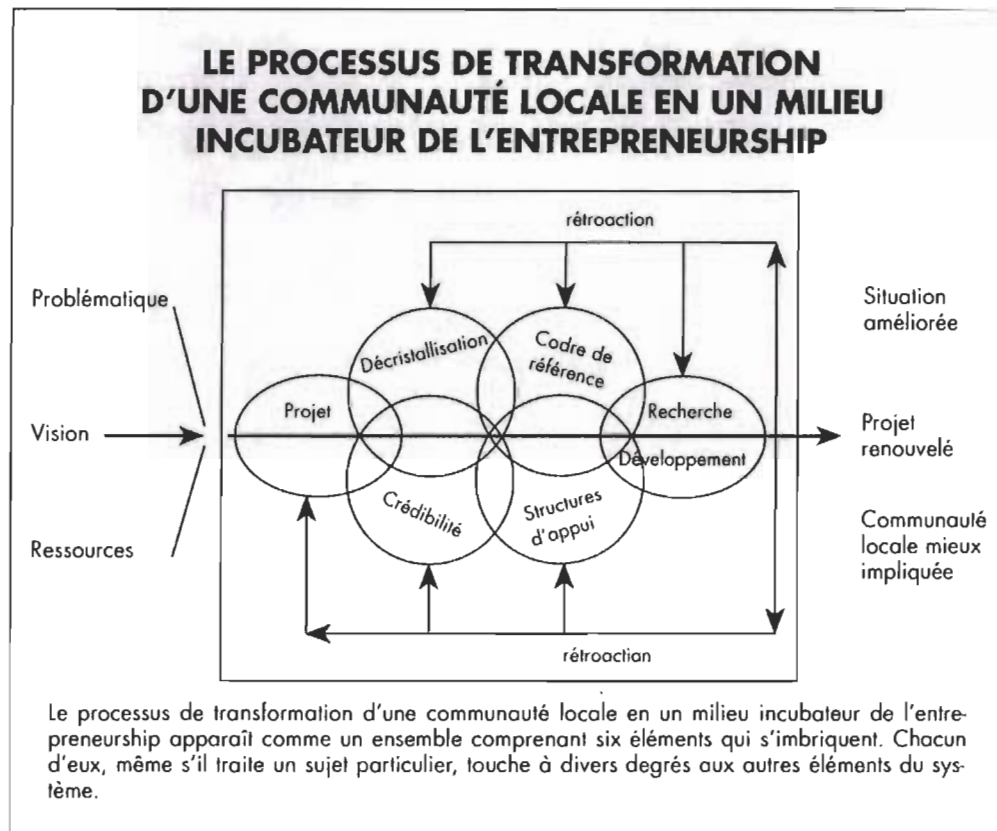 LE PROCESSUS DE TRANSFORMATION
D'UNE COMMUNAUTÉ LOCALE EN UN MILIEU
INCUBATEUR DE L'ENTREPRENEURSHIP
rétroaction
Problématique
Vision
Ressources
Décristallisation
Codre de
référence
Projet
Recherche
Développement
Crédibilité
Structures
d'appui
rétroaction
Situation
améliorée
Projet
renouvelé
Communauté
locale mieux
impliquée
Le processus de transformation d'une communauté locale en un milieu incubateur de l'entre-
preneurship apparaît comme un ensemble comprenant six éléments qui s'imbriquent. Chacun
d'eux, même s'il traite un sujet particulier, touche à divers degrés aux autres éléments du sys-
tème.